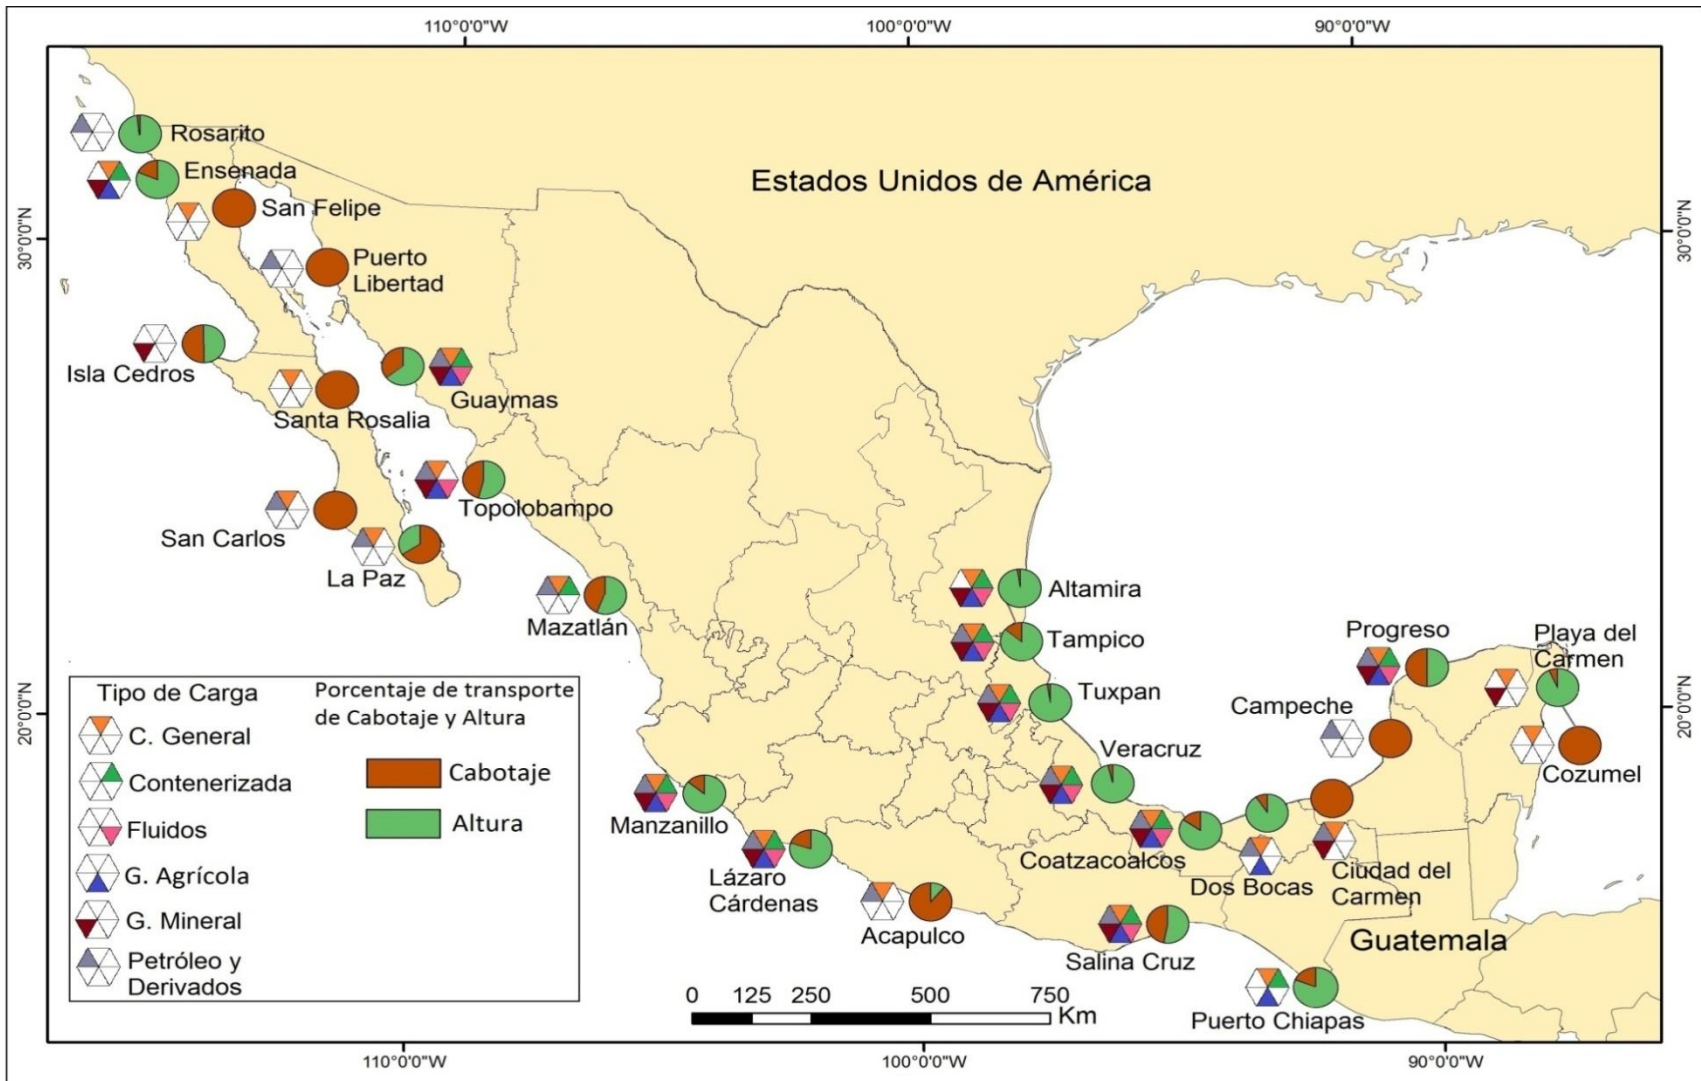 110°0'0"W
100°0'0"W
90°0'0"W
Rosarito
Ensenada
Estados Unidos de América
San Felipe
30°0'0"N
30°0'0"N
Puerto
Libertad
Isla Cedros
Guaymas
Santa Rosalia
Topolobampo
San Carlos
La Paz
Altamira
Mazatlán
Tampico
Progreso
Playa del
Carmen
Tuxpan
20°0'0"N
20°0'0"N
Campeche
Veracruz
Cozumel
Tipo de Carga
C. General
Contenerizada
Fluidos
G. Agrícola
G. Mineral
Petróleo y
Derivados
Porcentaje de transporte
de Cabotaje y Altura
Cabotaje
Altura
Manzanillo
Coatzacoalcos
Lázaro
Cárdenas
Dos Bocas
Ciudad del
Carmen
Acapulco
Guatemala
Salina Cruz
0 125 250 500 750
Km
Puerto Chiapas
110°0'0"W
100°0'0"W
90°0'0"W